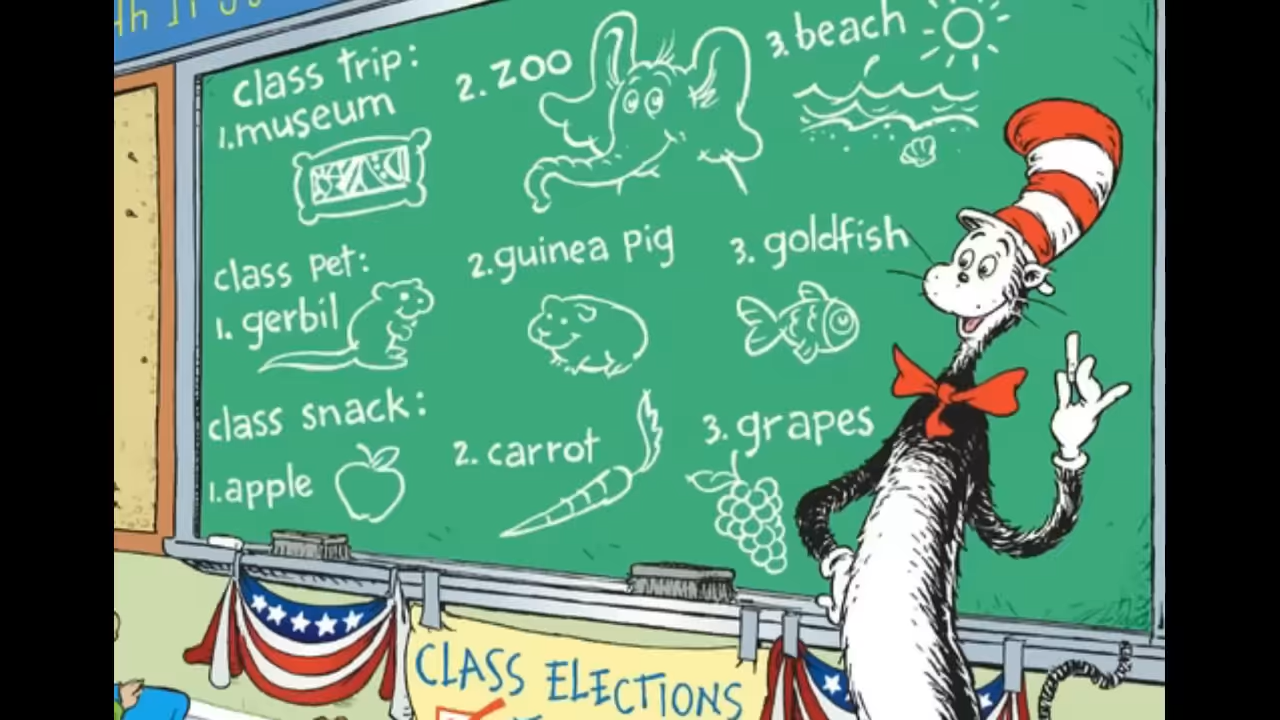 class trip:
1. museum
2. zoo
3. beach
class pet:
1. gerbil
2. guinea pig
3. goldfish
class snack:
1. apple
2. carrot
3. grapes
CLASS ELECTIONS